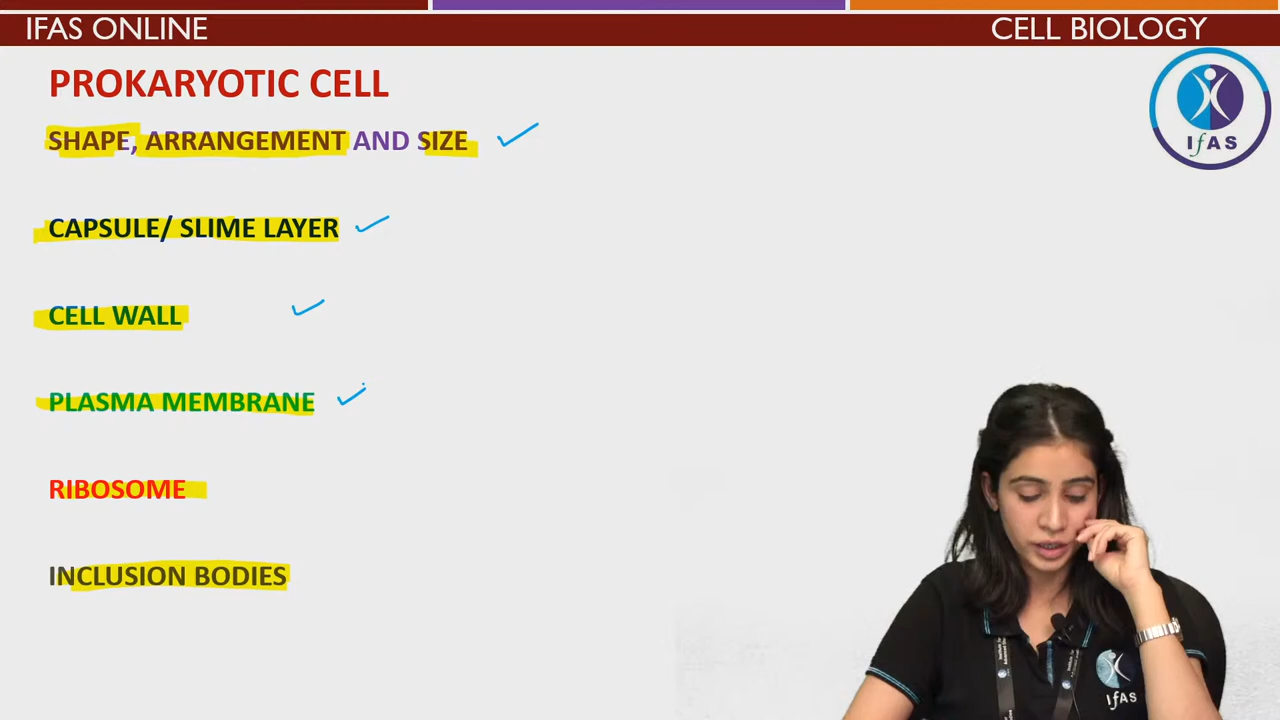 IFAS ONLINE
CELL BIOLOGY
PROKARYOTIC CELL
SHAPE, ARRANGEMENT AND SIZE
CAPSULE/ SLIME LAYER
CELL WALL
PLASMA MEMBRANE
RIBOSOME
INCLUSION BODIES
IfAS
IfAS